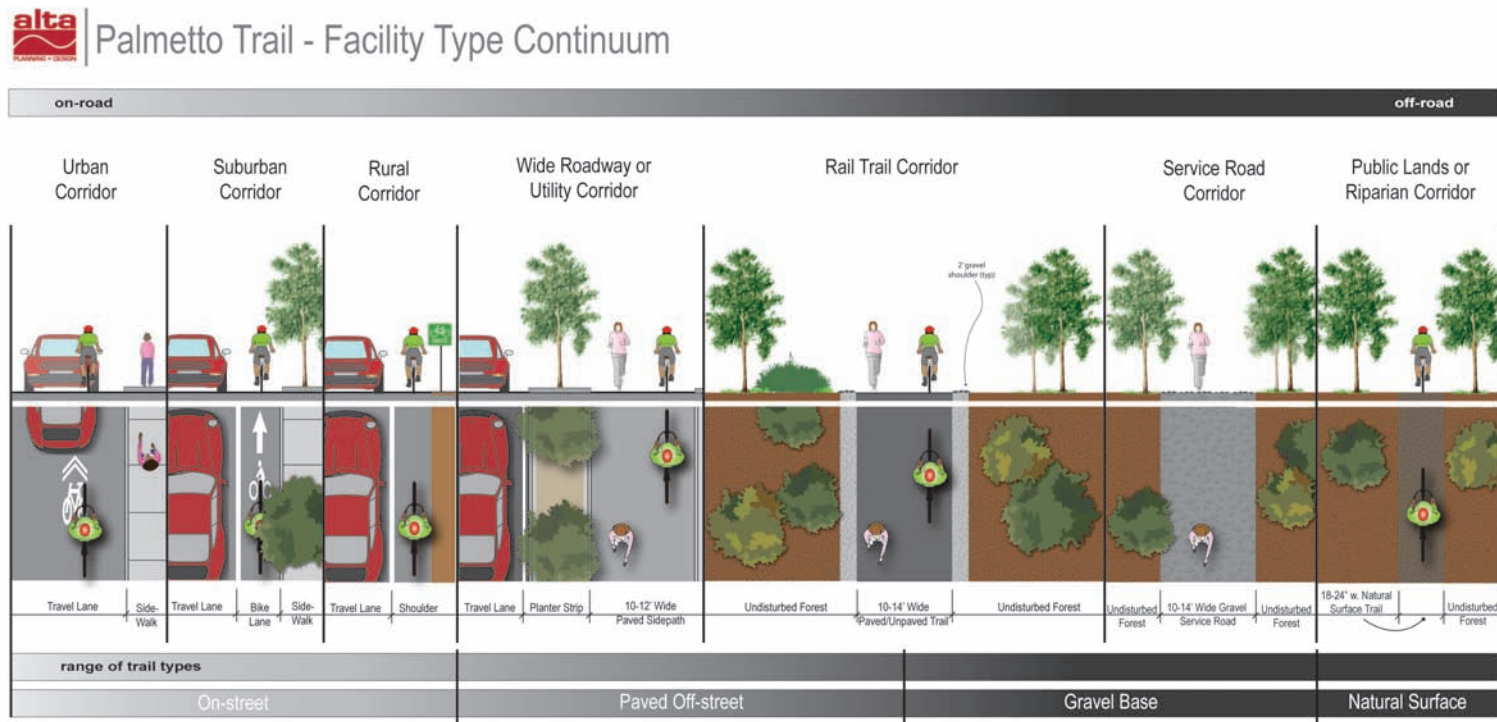 alta
PLANNING + DESIGN
Palmetto Trail - Facility Type Continuum
on-road
off-road
Urban
Corridor
Suburban
Corridor
Rural
Corridor
Wide Roadway or
Utility Corridor
Rail Trail Corridor
Service Road
Corridor
Public Lands or
Riparian Corridor
2' gravel
shoulder (typ)
Travel Lane
Side-
Walk
Travel Lane
Bike
Lane
Side-
Walk
Travel Lane
Shoulder
Travel Lane
Planter Strip
10-12' Wide
Paved Sidepath
Undisturbed Forest
10-14' Wide
Paved/Unpaved Trail
Undisturbed Forest
Undisturbed
Forest
10-14' Wide Gravel
Service Road
Undisturbed
Forest
18-24" w. Natural
Surface Trail
Undisturbed
Forest
range of trail types
On-street
Paved Off-street
Gravel Base
Natural Surface